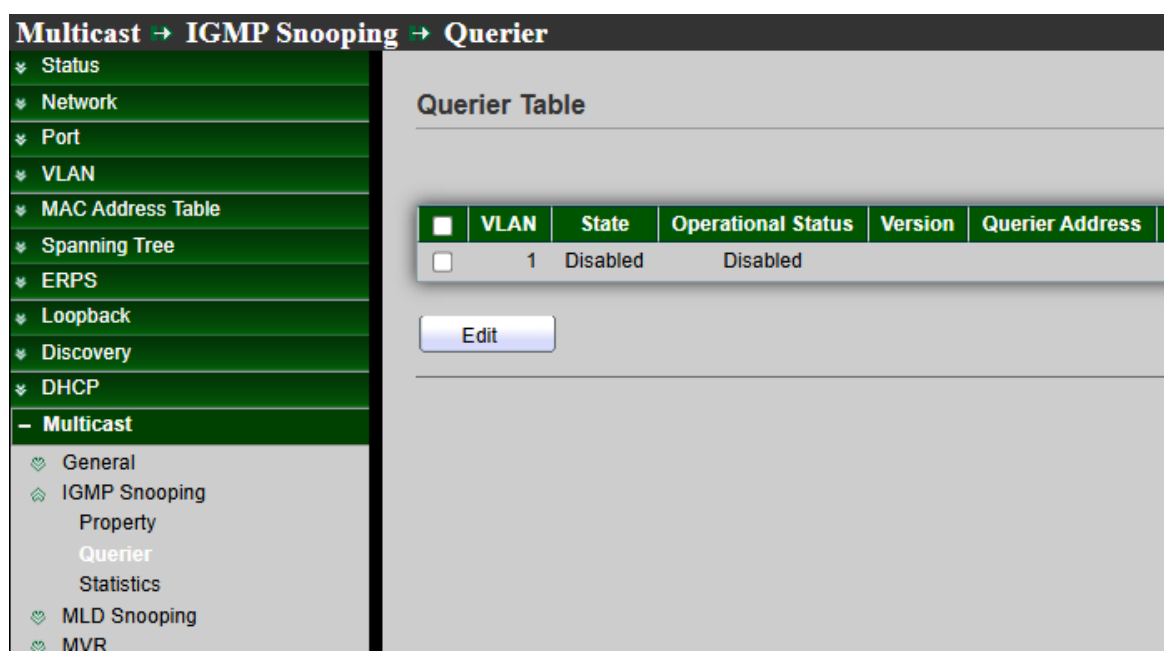 Multicast ↦ IGMP Snooping ↦ Querier
Status
Network
Port
VLAN
MAC Address Table
Spanning Tree
ERPS
Loopback
Discovery
DHCP
Multicast
General
IGMP Snooping
Property
Querier
Statistics
MLD Snooping
MVR
Querier Table
VLAN State Operational Status Version Querier Address
1 Disabled Disabled
Edit